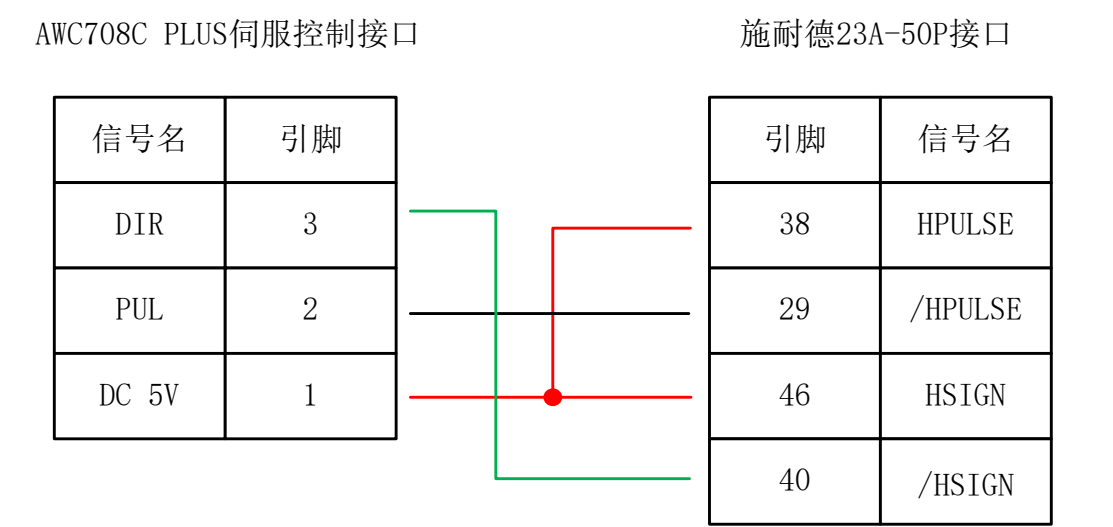 AWC708C PLUS伺服控制接口
施耐德23A-50P接口
信号名 引脚
DIR 3
PUL 2
DC 5V 1
引脚 信号名
38 HPULSE
29 /HPULSE
46 HSIGN
40 /HSIGN